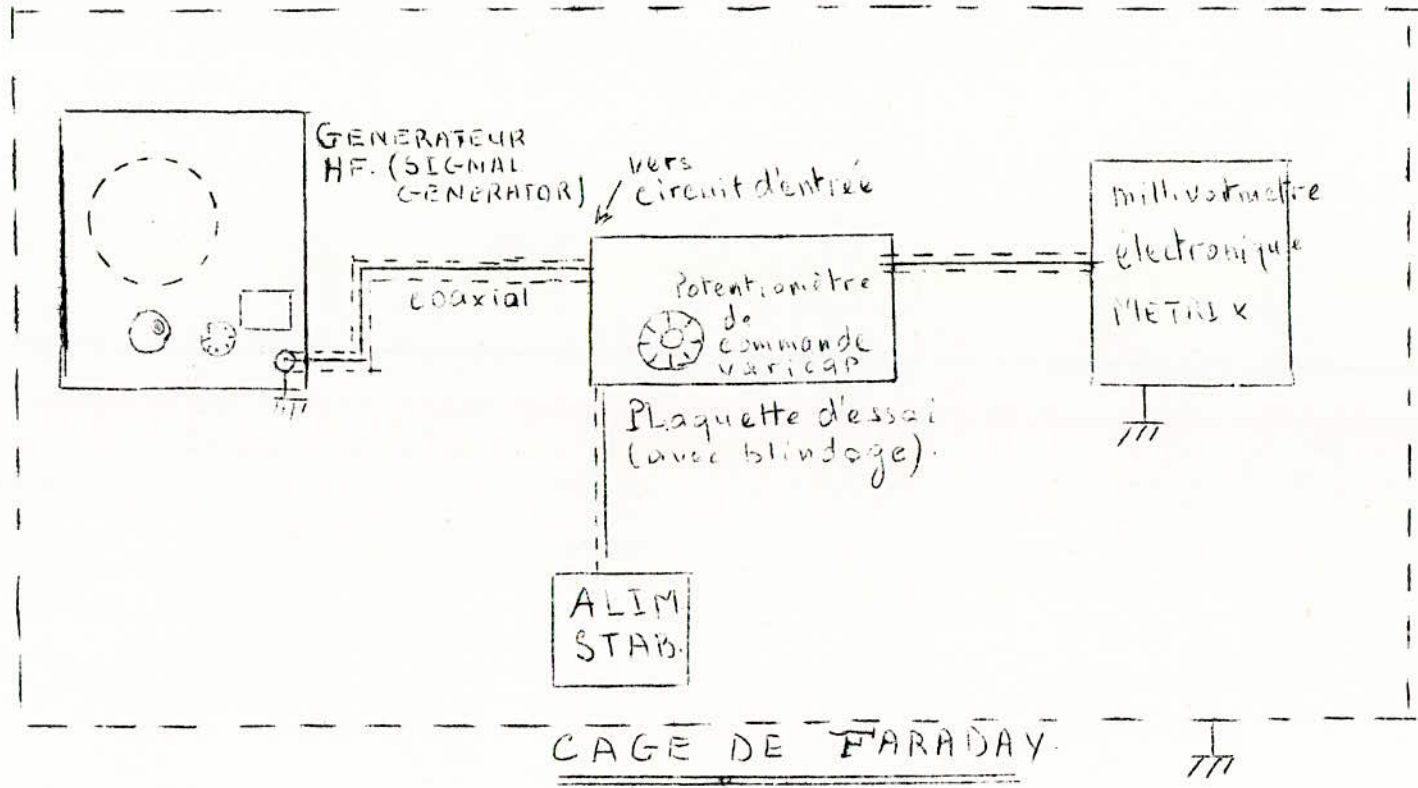 GENERATEUR
HF. (SIGNAL
GENERATOR)
vers
circuit d'entrée
coaxial
Potentiomètre
de
commande
varicap
millivotmètre
électronique
METRIX
PLaquette d'essai
(avec blindage).
ALIM
STAB.
CAGE DE FARADAY.